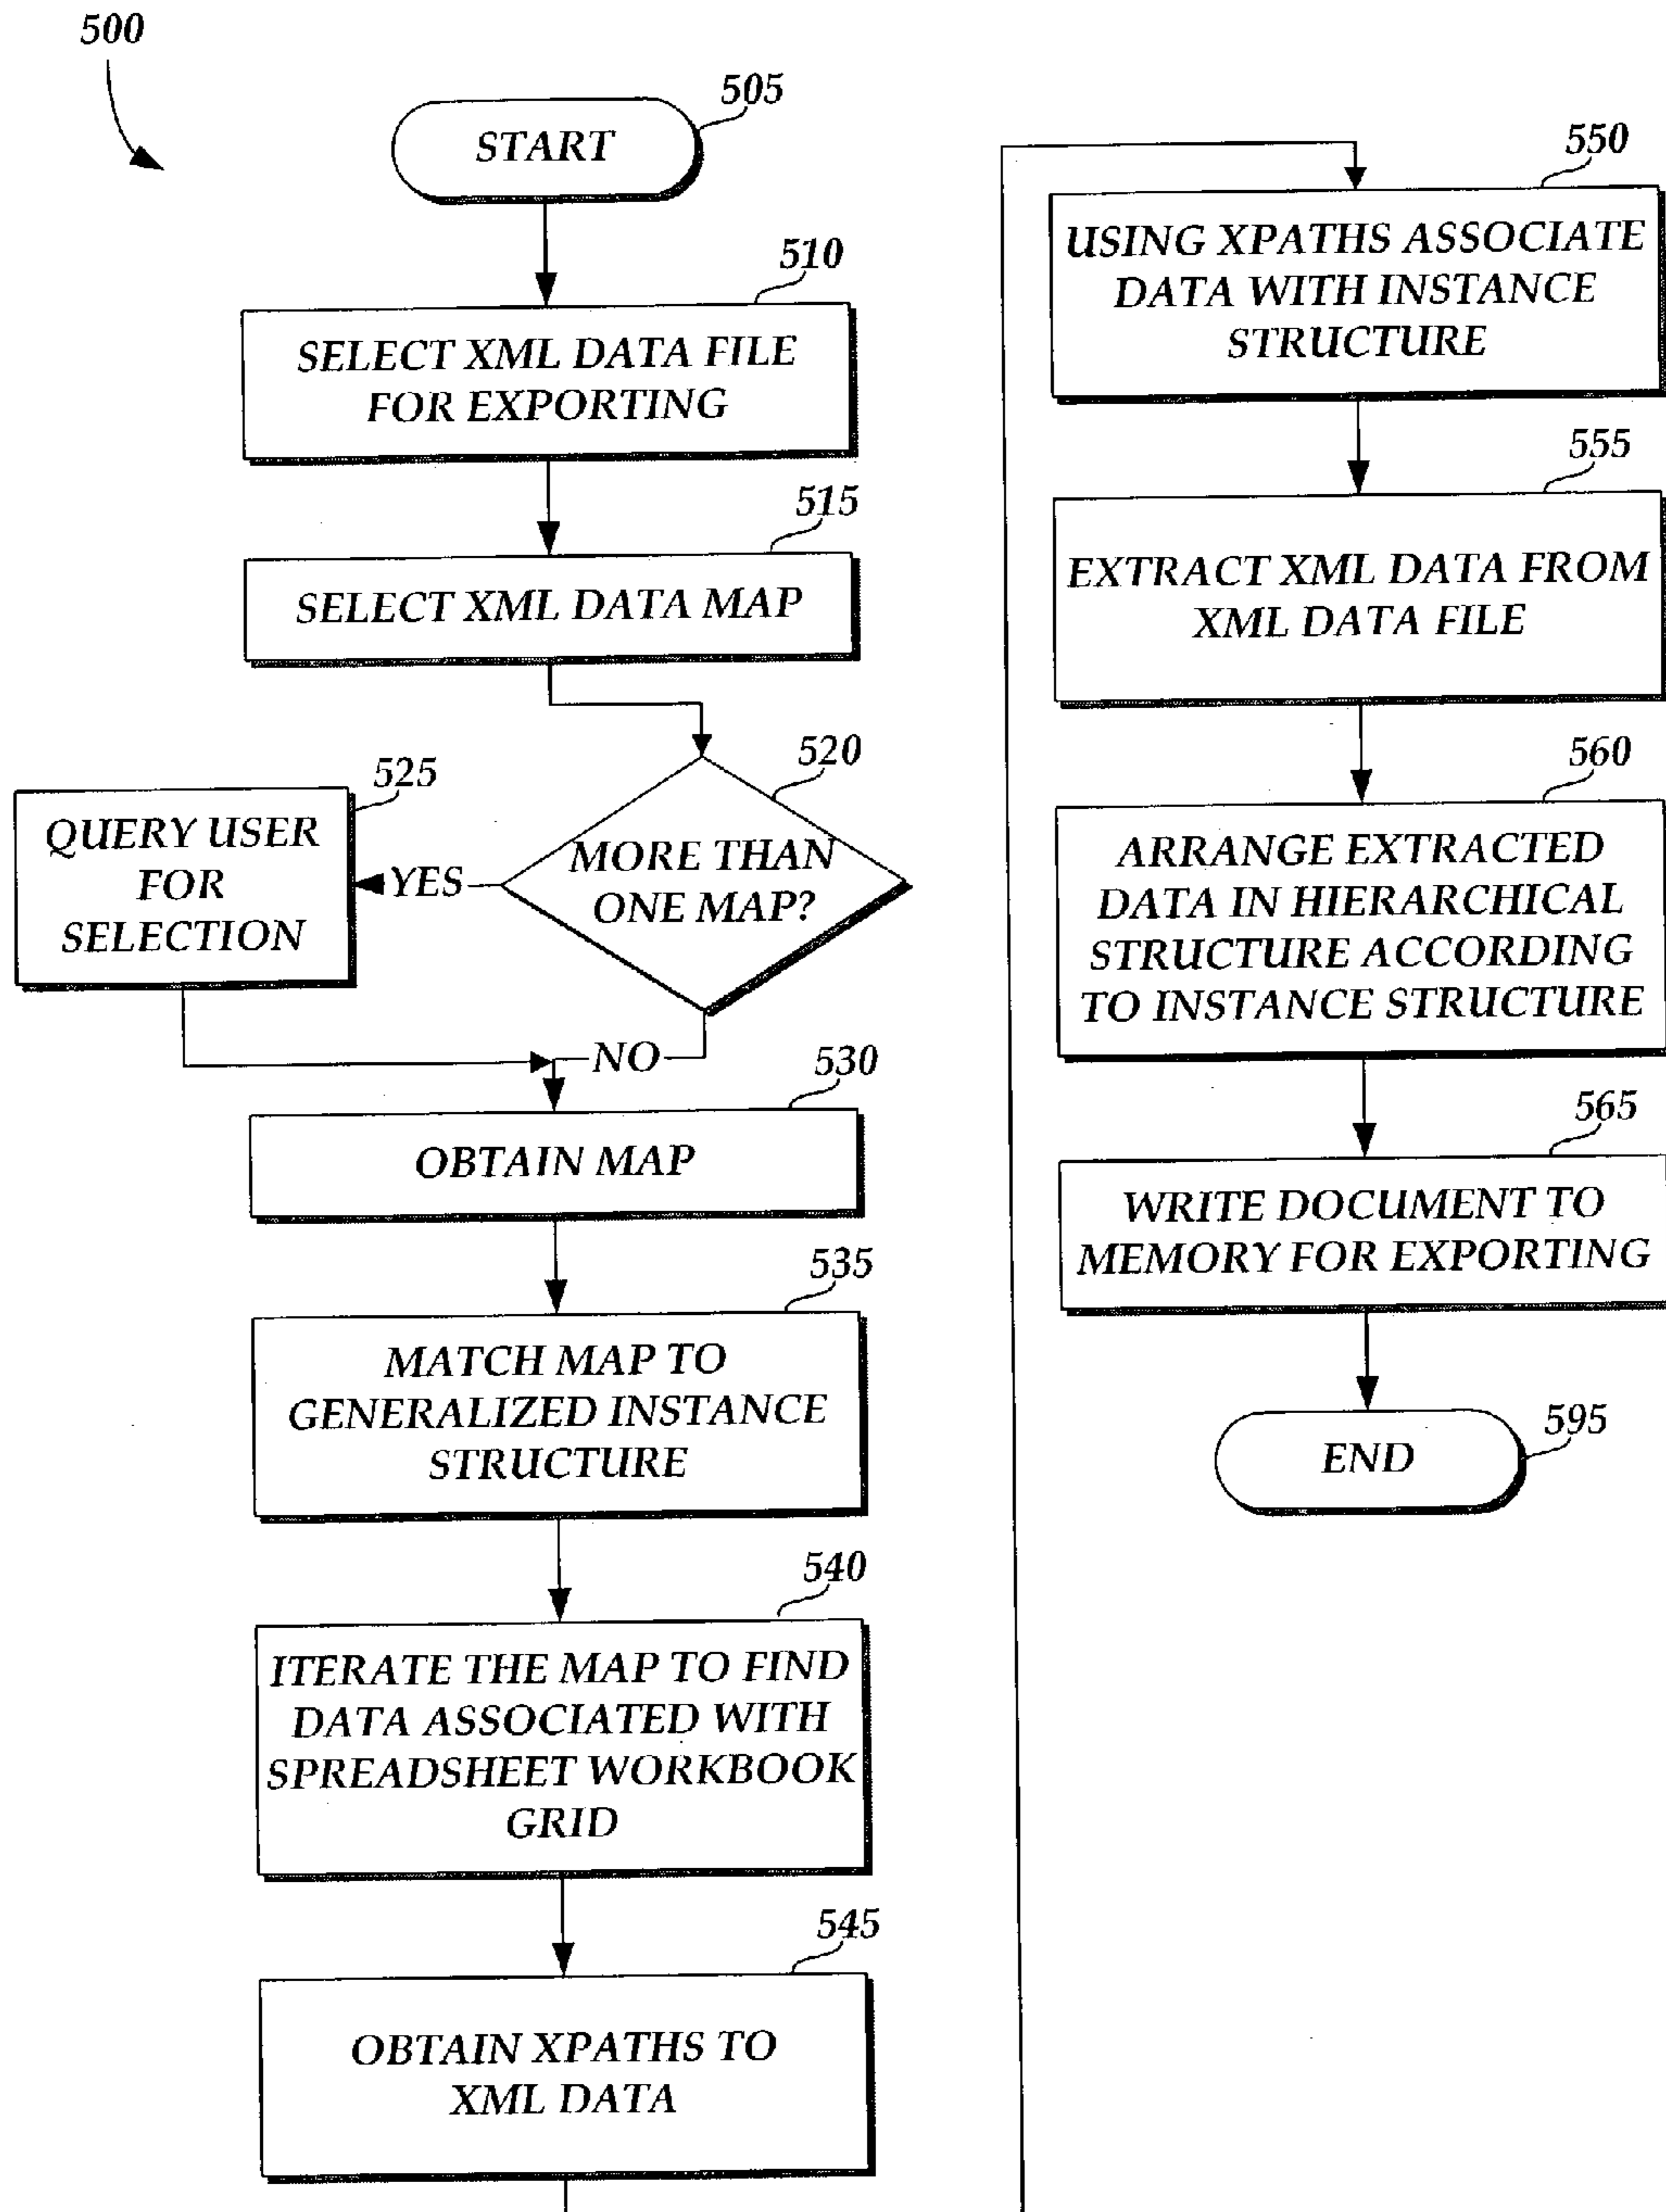 500
START
505
510
SELECT XML DATA FILE
FOR EXPORTING
515
SELECT XML DATA MAP
520
MORE THAN
ONE MAP?
YES
525
QUERY USER
FOR
SELECTION
NO
530
OBTAIN MAP
535
MATCH MAP TO
GENERALIZED INSTANCE
STRUCTURE
540
ITERATE THE MAP TO FIND
DATA ASSOCIATED WITH
SPREADSHEET WORKBOOK
GRID
545
OBTAIN XPATHS TO
XML DATA
550
USING XPATHS ASSOCIATE
DATA WITH INSTANCE
STRUCTURE
555
EXTRACT XML DATA FROM
XML DATA FILE
560
ARRANGE EXTRACTED
DATA IN HIERARCHICAL
STRUCTURE ACCORDING
TO INSTANCE STRUCTURE
565
WRITE DOCUMENT TO
MEMORY FOR EXPORTING
END
595